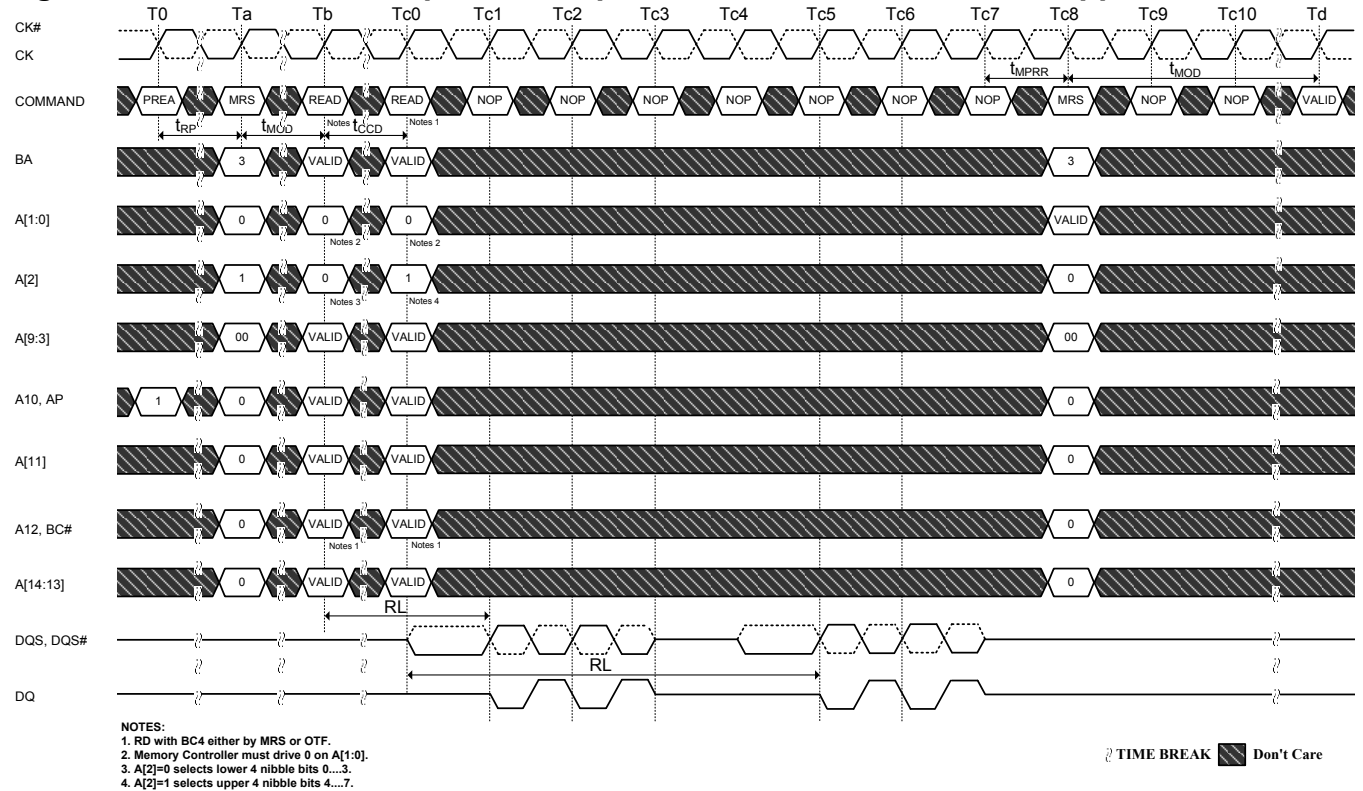 T0 Ta Tb Tc0 Tc1 Tc2 Tc3 Tc4 Tc5 Tc6 Tc7 Tc8 Tc9 Tc10 Td
CK#
CK
tMPRR tMOD
COMMAND PREA MRS READ READ NOP NOP NOP NOP NOP NOP NOP MRS NOP NOP VALID
Notes 1 Notes 1
tRP tMOD tCCD
BA 3 VALID VALID 3
A[1:0] 0 0 0 VALID
Notes 2 Notes 2
A[2] 1 0 1 0
Notes 3 Notes 4
A[9:3] 00 VALID VALID 00
A10, AP 1 0 VALID VALID 0
A[11] 0 VALID VALID 0
A12, BC# 0 VALID VALID 0
Notes 1 Notes 1
A[14:13] 0 VALID VALID 0
RL
DQS, DQS#
RL
DQ
NOTES:
1. RD with BC4 either by MRS or OTF.
2. Memory Controller must drive 0 on A[1:0].
3. A[2]=0 selects lower 4 nibble bits 0....3.
4. A[2]=1 selects upper 4 nibble bits 4....7.
TIME BREAK Don't Care